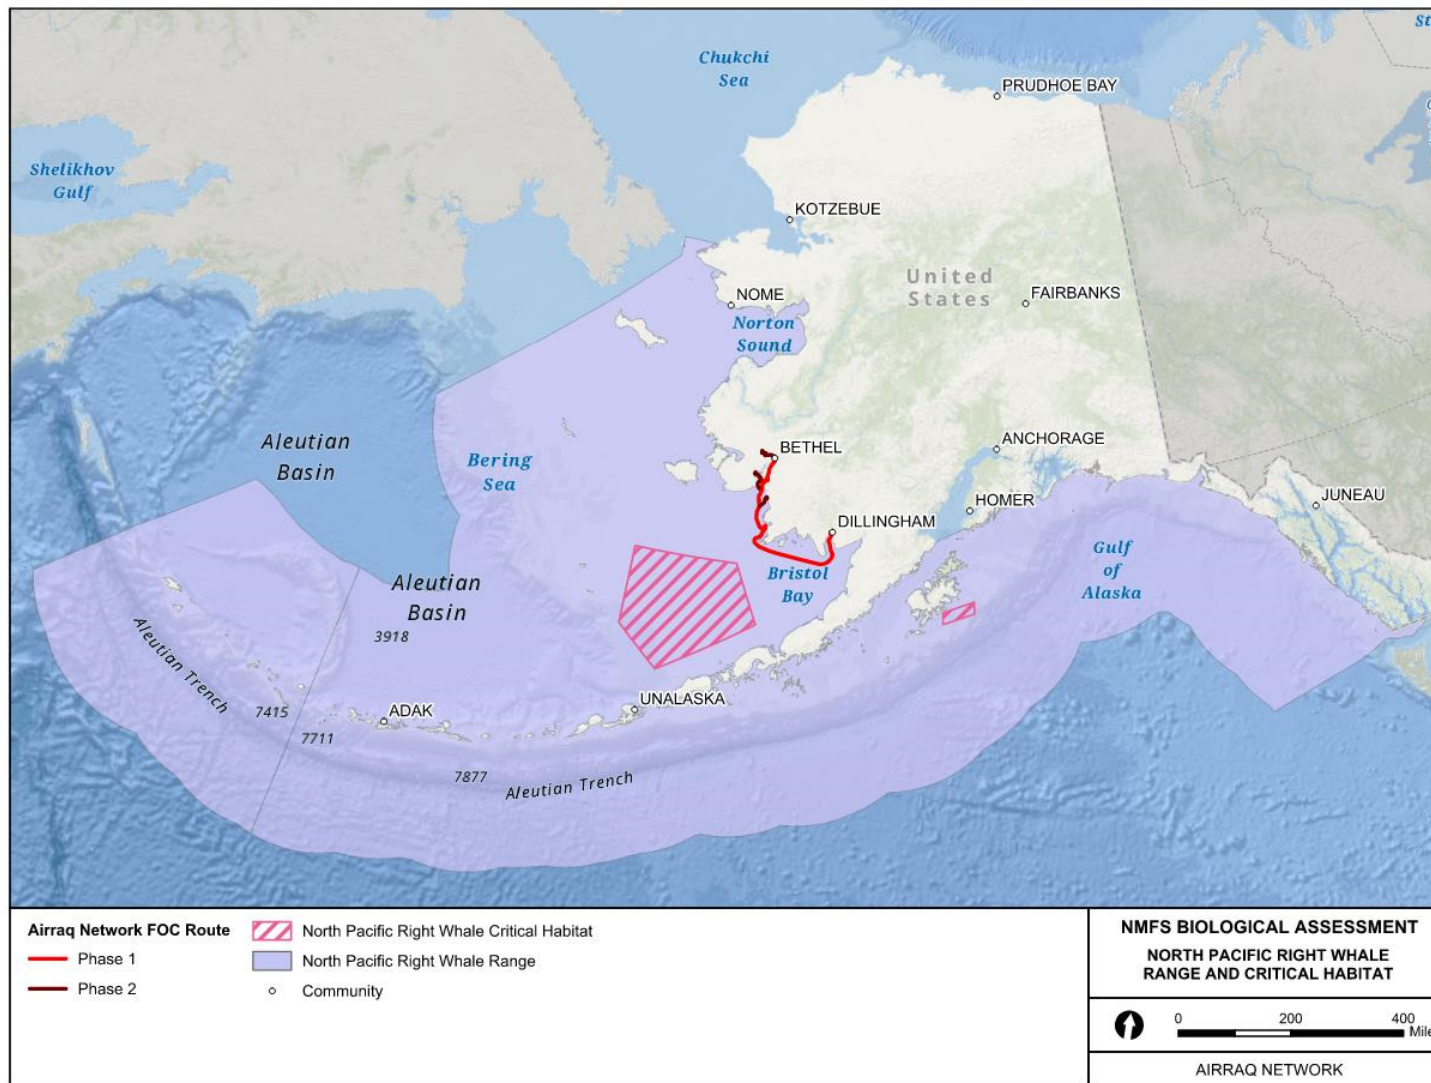 Chukchi
Sea
St
PRUDHOE BAY
Shelikhov
Gulf
KOTZEBUE
United
States
NOME
FAIRBANKS
Norton
Sound
Aleutian
Basin
Bering
Sea
BETHEL
ANCHORAGE
HOMER
JUNEAU
DILLINGHAM
Gulf
of
Alaska
Bristol
Bay
Aleutian
Basin
3918
Aleutian Trench
7415
7711
ADAK
UNALASKA
7877
Aleutian Trench
Airraq Network FOC Route
Phase 1
Phase 2
North Pacific Right Whale Critical Habitat
North Pacific Right Whale Range
Community
NMFS BIOLOGICAL ASSESSMENT
NORTH PACIFIC RIGHT WHALE
RANGE AND CRITICAL HABITAT
0 200 400
Mile
AIRRAQ NETWORK